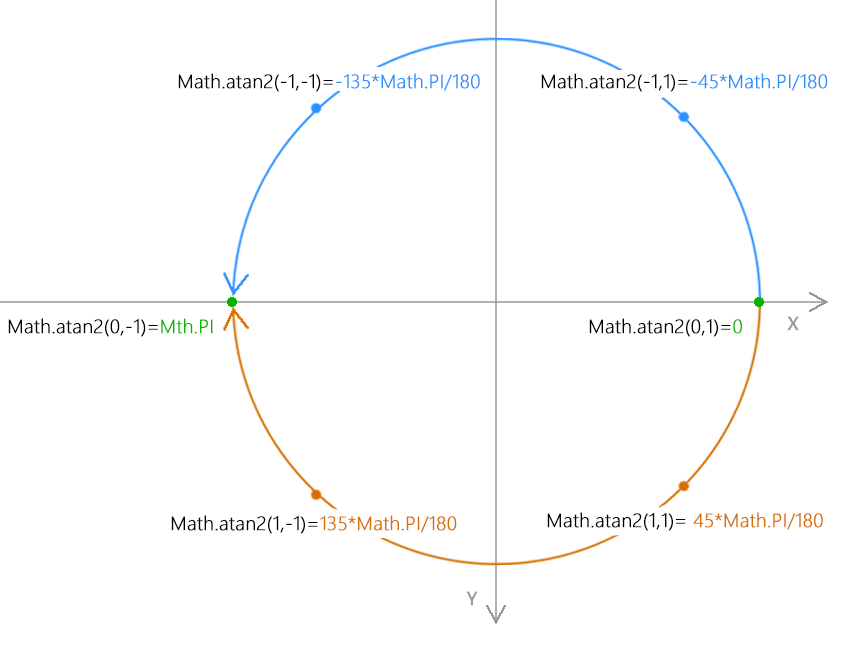 Math.atan2(-1,-1)=-135*Math.PI/180
Math.atan2(-1,1)=-45*Math.PI/180
Math.atan2(0,-1)=Mth.PI
Math.atan2(0,1)=0
X
Math.atan2(1,-1)=135*Math.PI/180
Math.atan2(1,1)= 45*Math.PI/180
Y